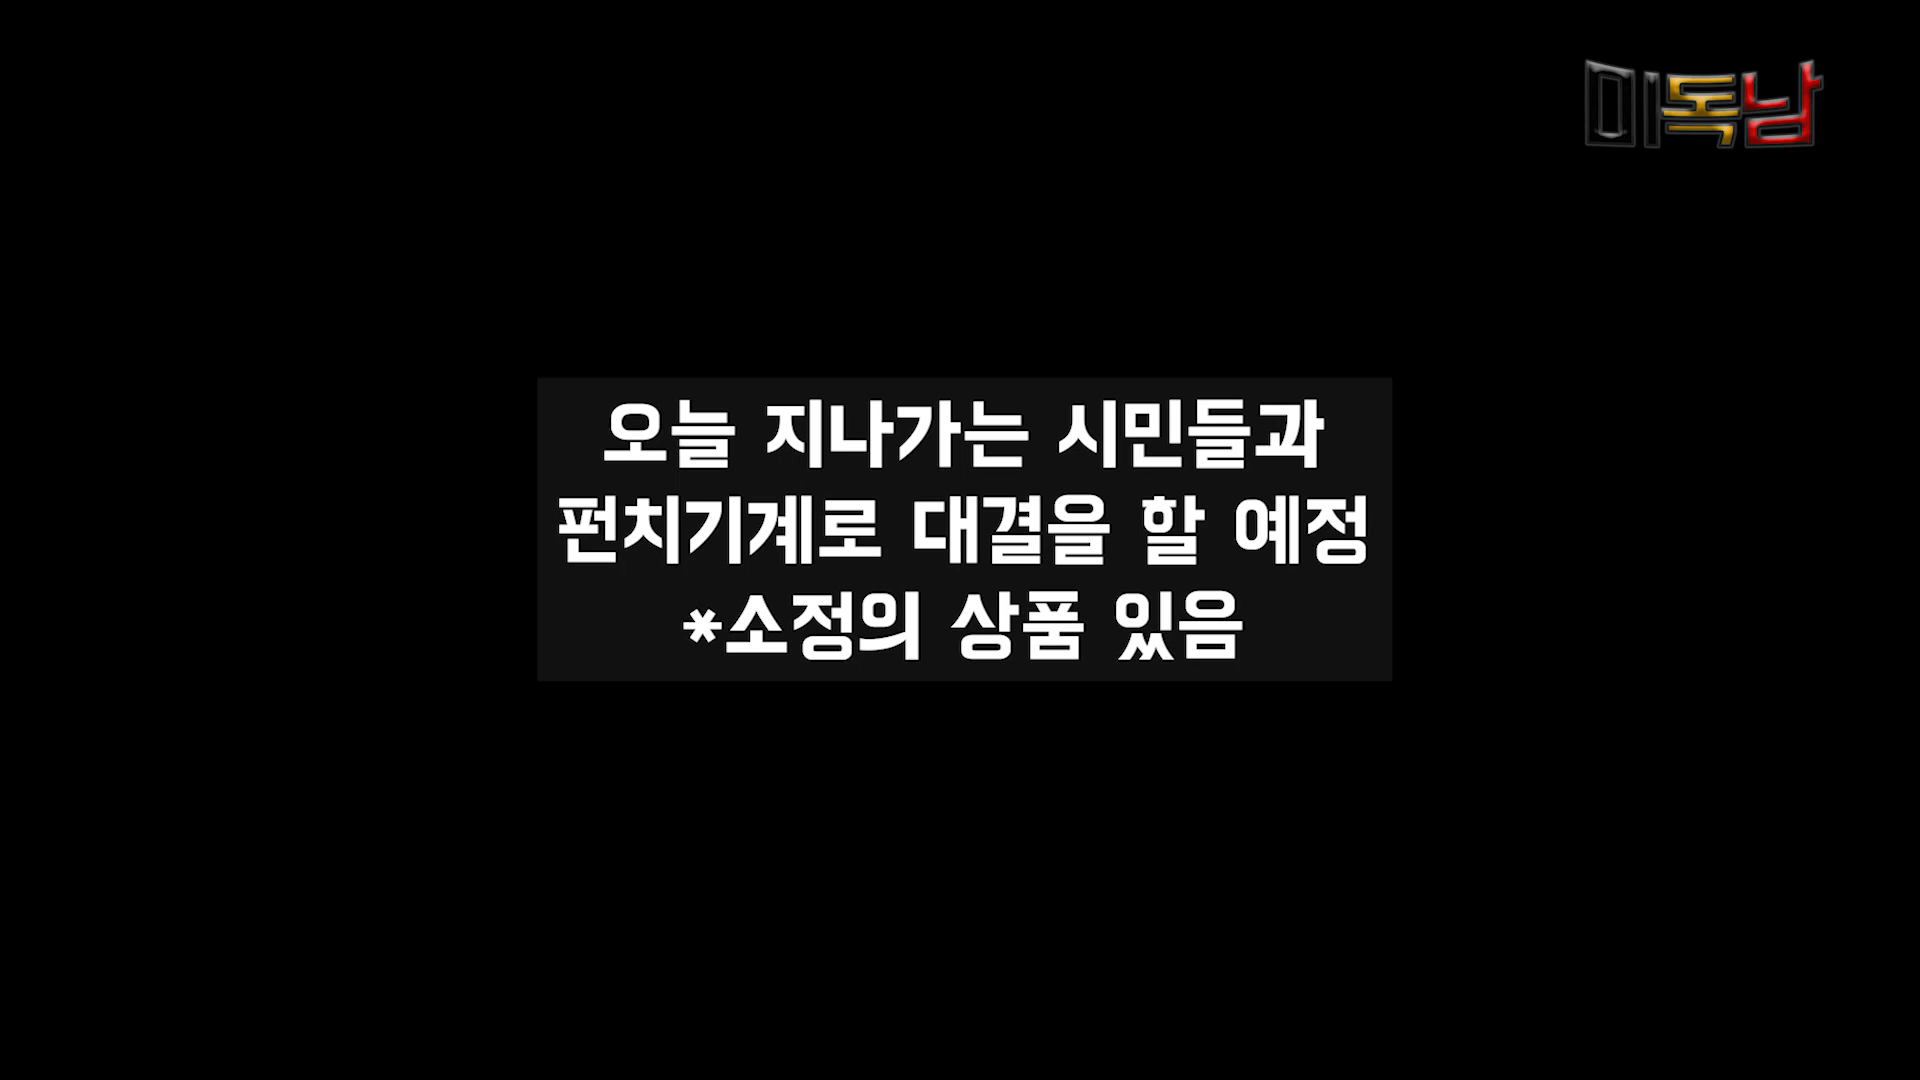 미독남
오늘 지나가는 시민들과
펀치기계로 대결을 할 예정
*소정의 상품 있음